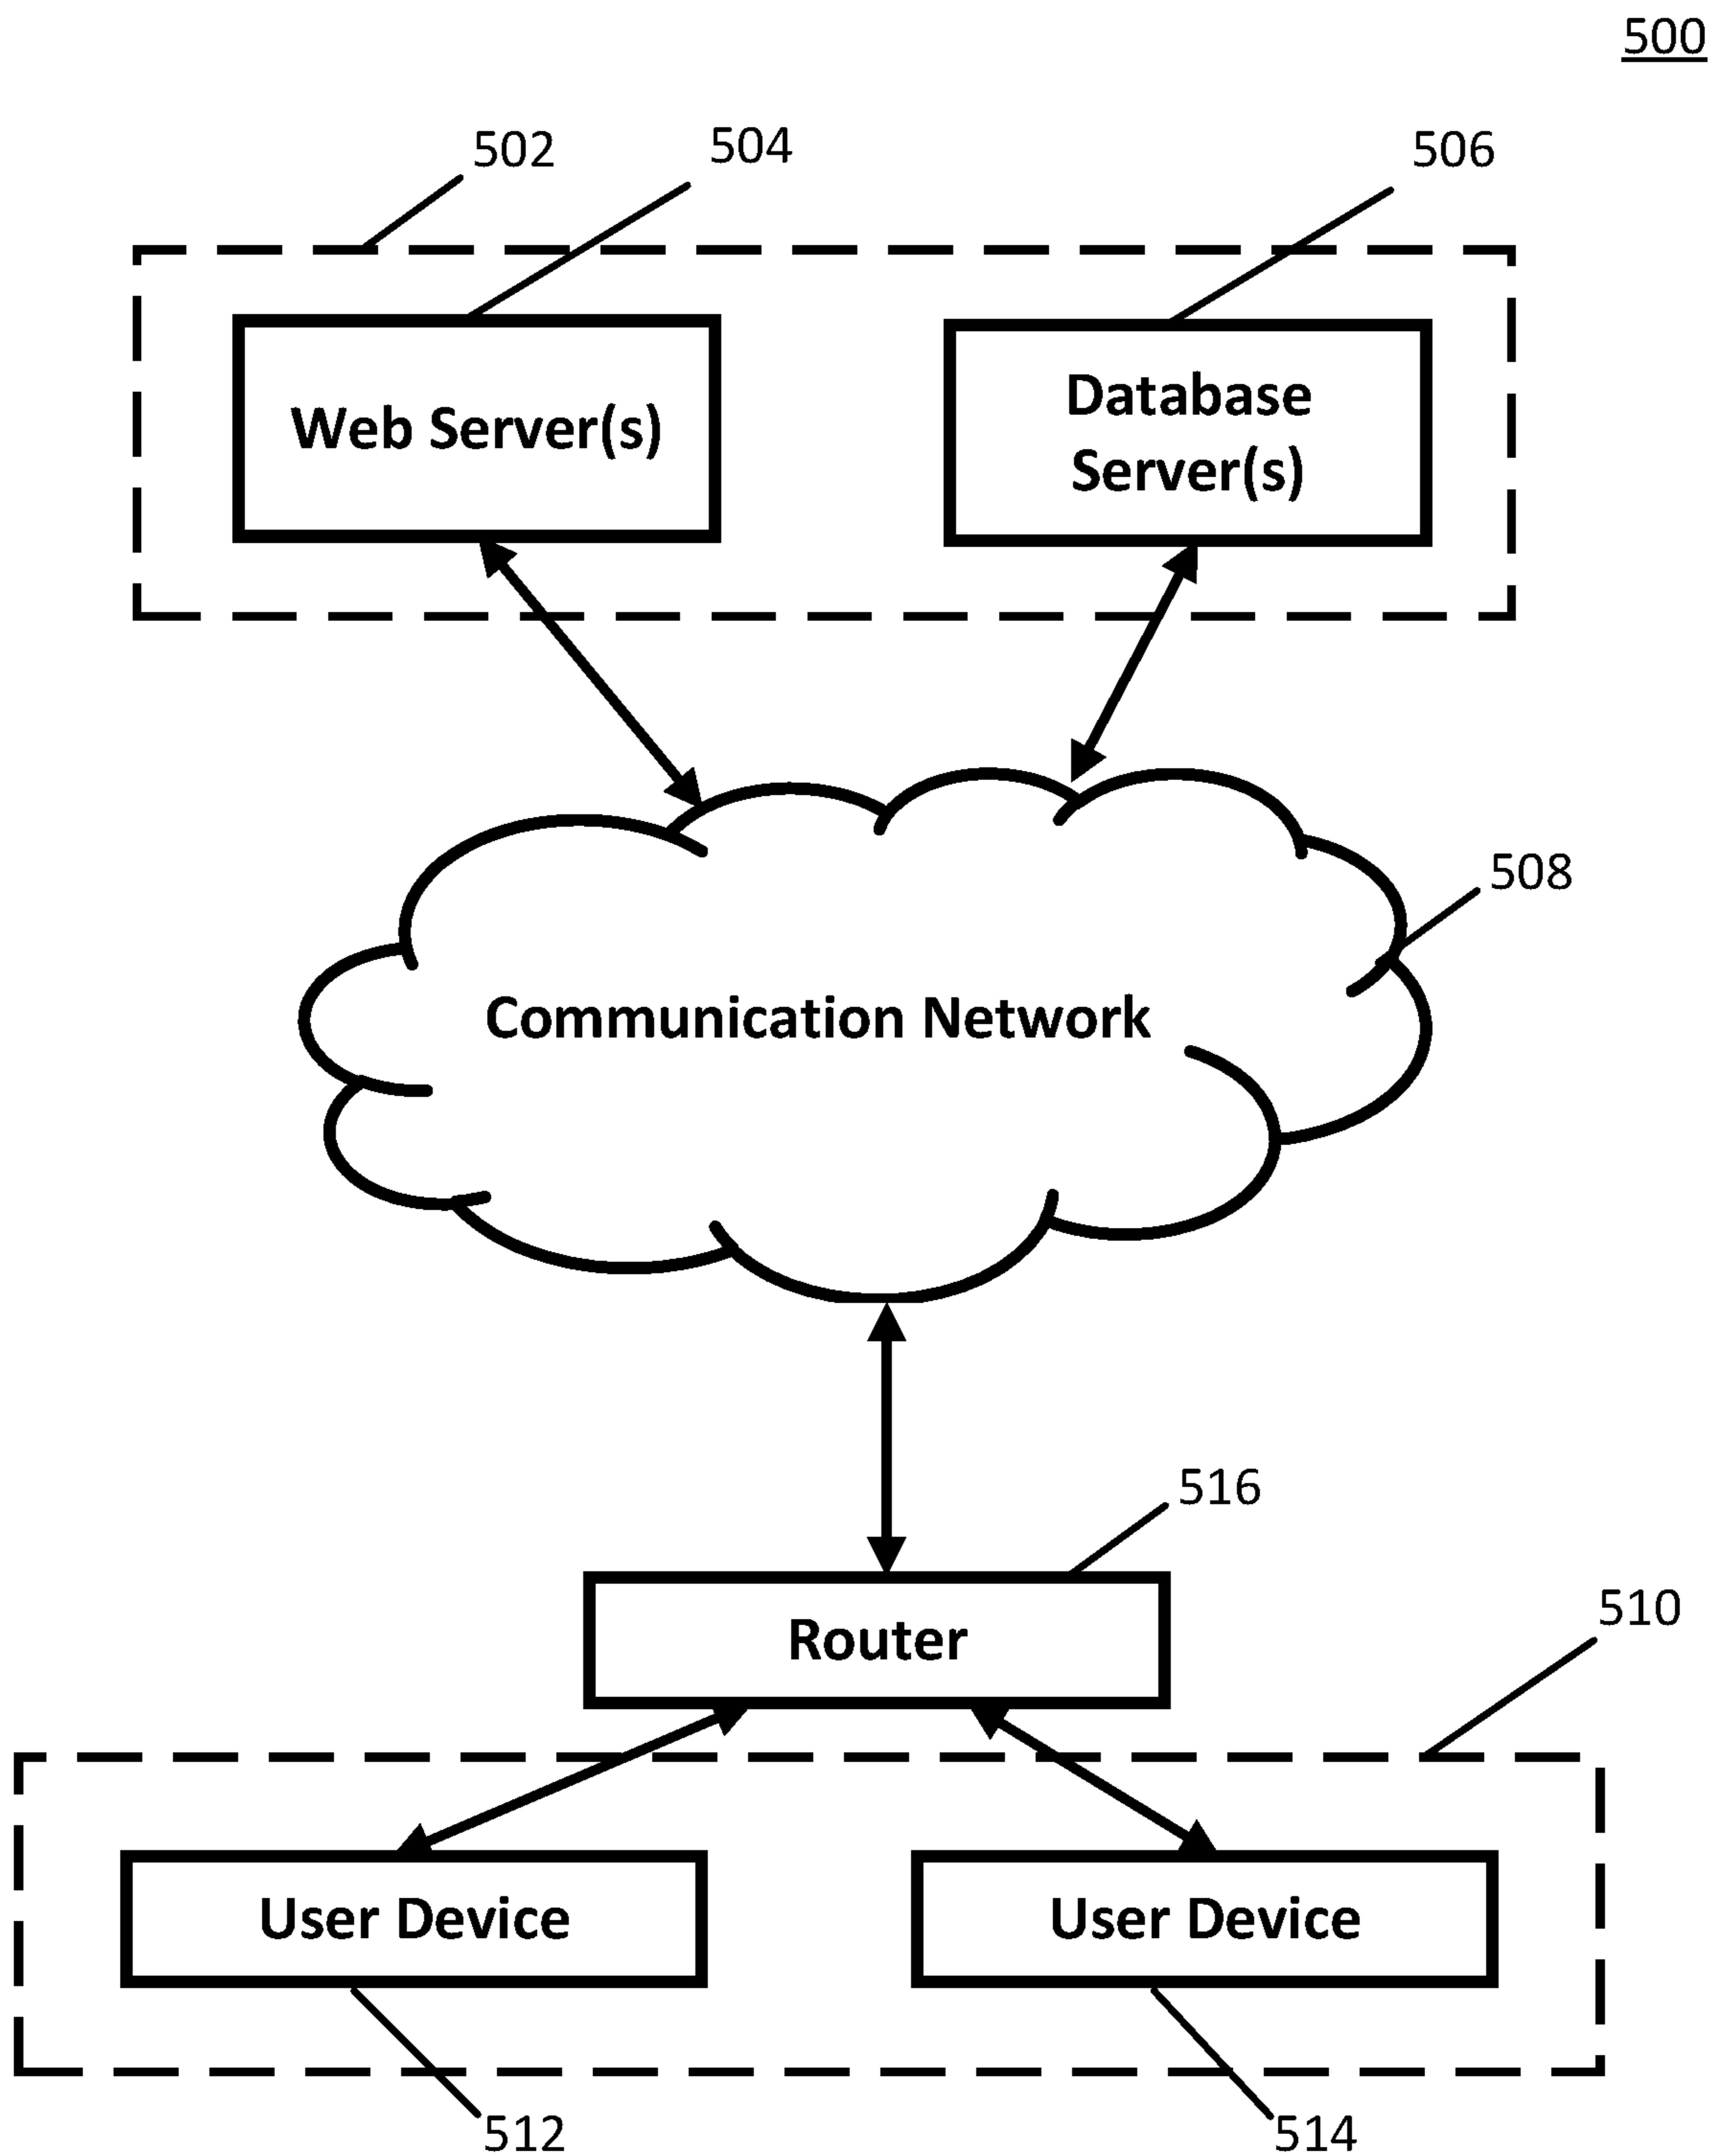 500
502
504
506
Web Server(s)
Database
Server(s)
508
Communication Network
516
Router
510
User Device
User Device
512
514